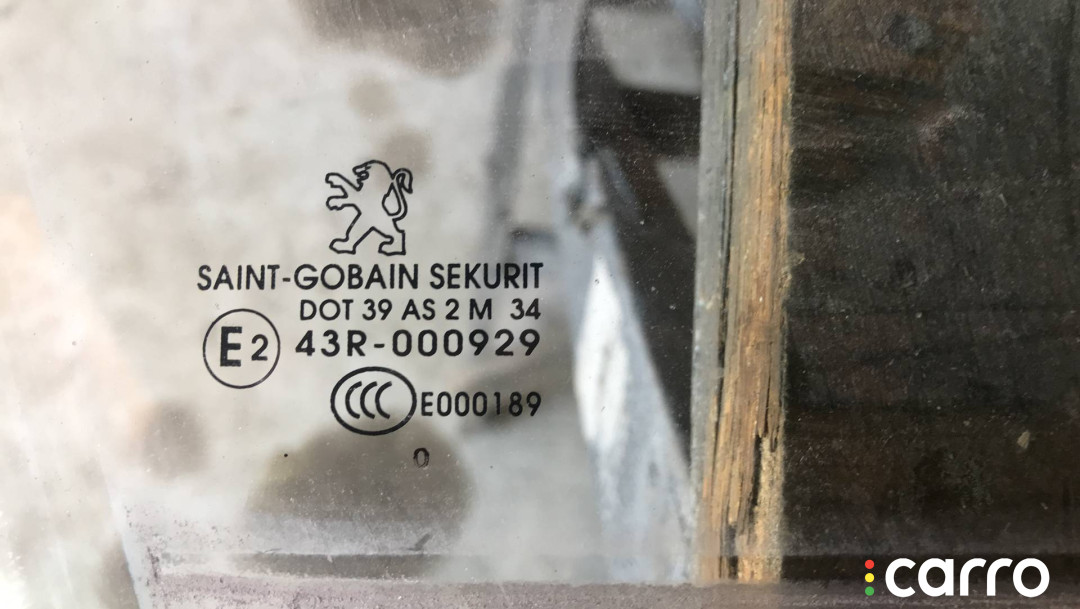 SAINT-GOBAIN SEKURIT
DOT 39 AS 2 M 34
E2 43R-000929
CCC E000189
0
carro